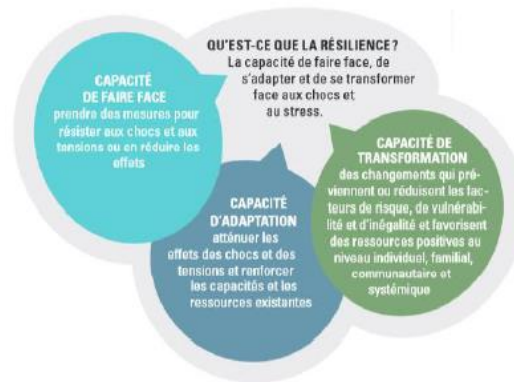 QU'EST-CE QUE LA RÉSILIENCE?
La capacité de faire face, de
s'adapter et de se transformer
face aux chocs et
au stress.
CAPACITÉ
DE FAIRE FACE
prendre des mesures pour
résister aux chocs et aux
tensions ou en réduire les
effets
CAPACITÉ
D'ADAPTATION
atténuer les
effets des chocs et des
tensions et renforcer
les capacités et les
ressources existantes
CAPACITÉ DE
TRANSFORMATION
des changements qui pré-
viennent ou réduisent les fac-
teurs de risque, de vulnérabi-
lité et d'inégalité et favorisent
des ressources positives au
niveau individuel, familial,
communautaire et
systémique